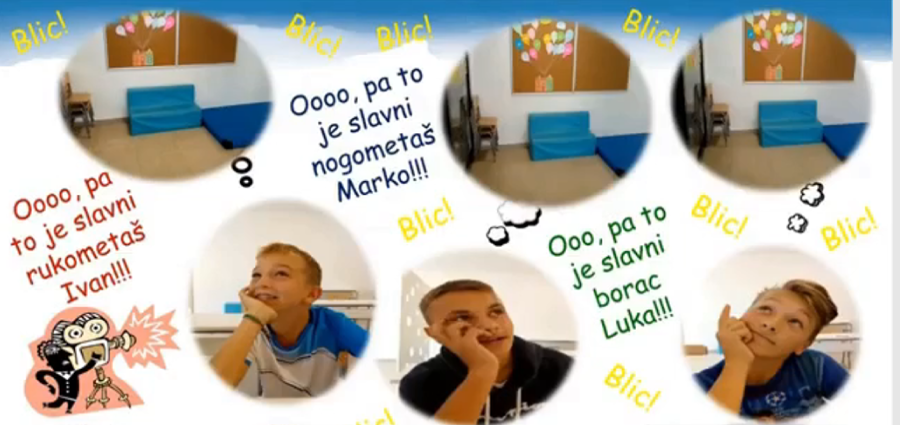 Blic!
Blic!
Blic!
Blic!
Oooo, pa to
je slavni
nogometaš
Marko!!!
Oooo, pa
to je slavni
rukometaš
Ivan!!!
Blic!
Ooo, pa to
je slavni
borac
Luka!!!
Blic!
Blic!
Blic!
Blic!